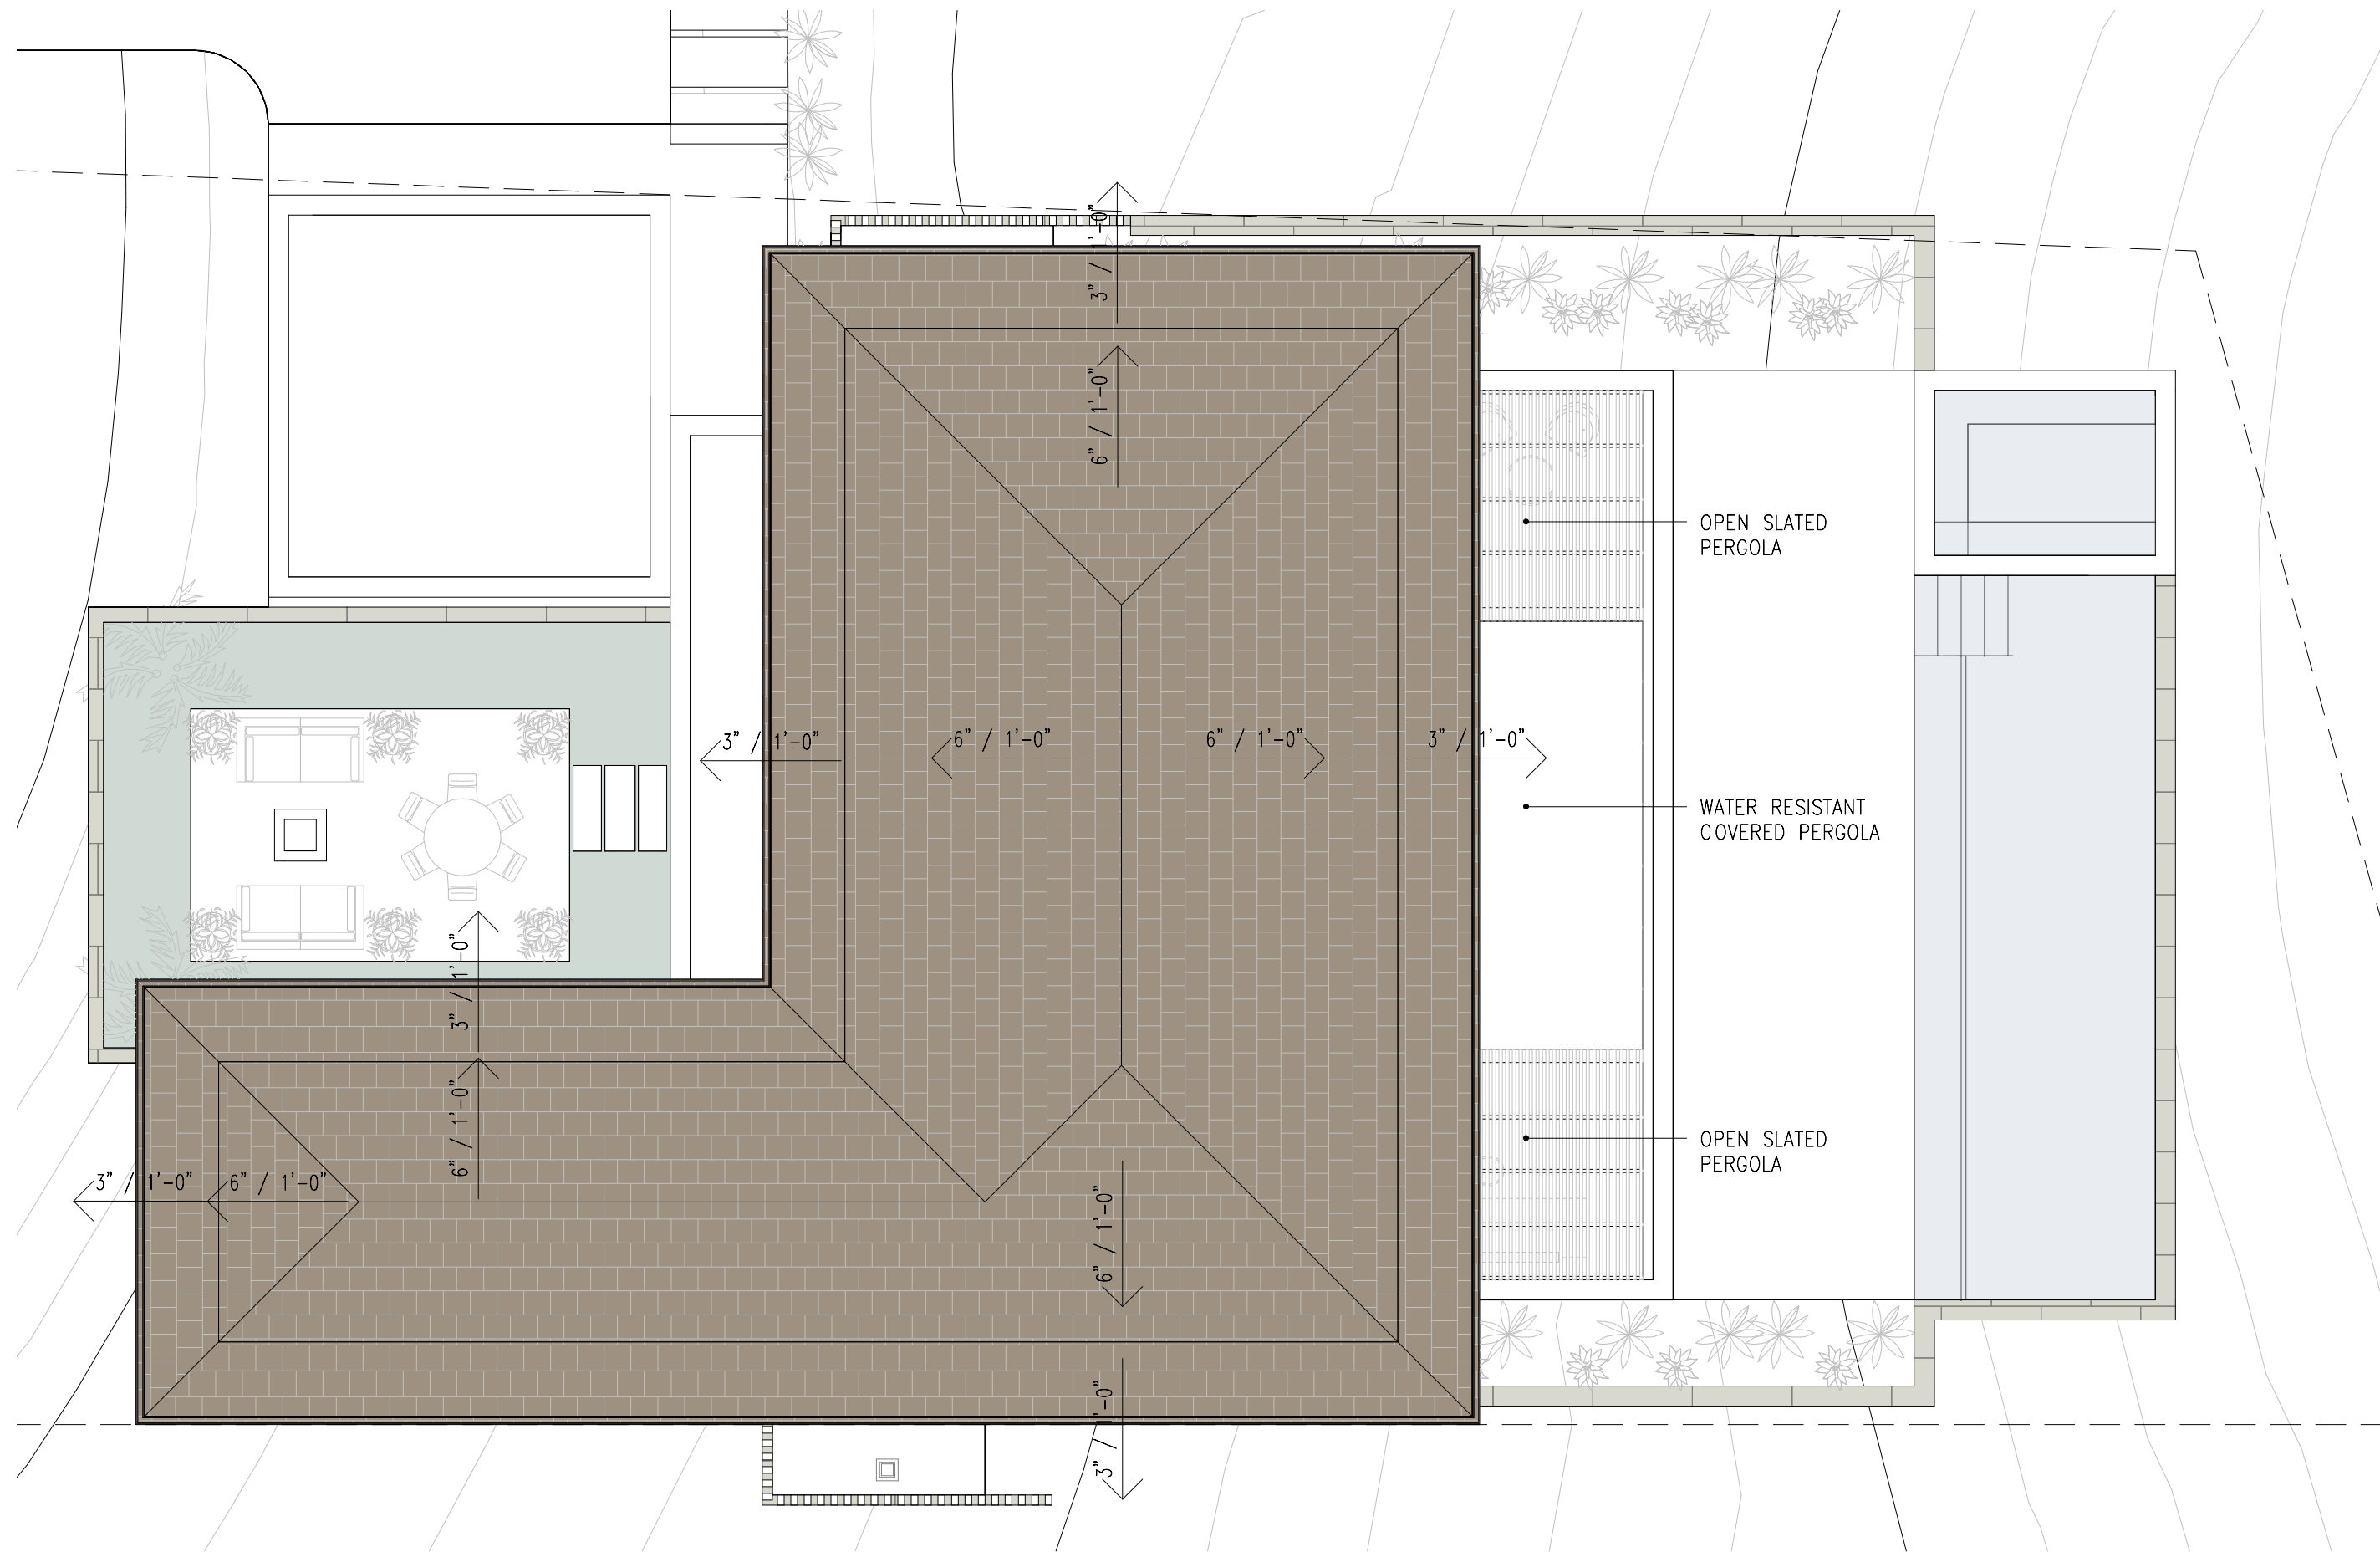 3" / 1'-0"
6" / 1'-0"
OPEN SLATED
PERGOLA
3" / 1'-0"
6" / 1'-0"
6" / 1'-0"
3" / 1'-0"
WATER RESISTANT
COVERED PERGOLA
3" / 1'-0"
6" / 1'-0"
OPEN SLATED
PERGOLA
3" / 1'-0"
6" / 1'-0"
6" / 1'-0"
3" / 1'-0"